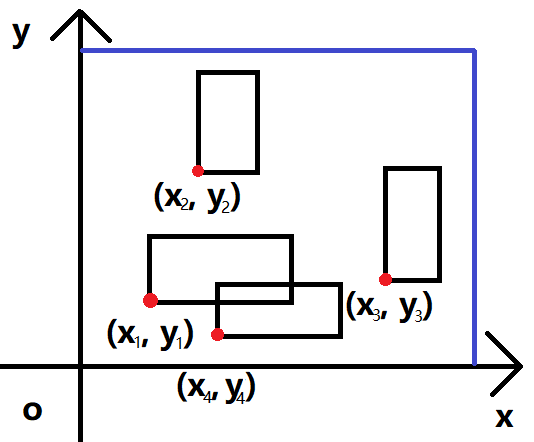 y
(x₂, y₂)
(x₃, y₃)
(x₁, y₁)
(x₄, y₄)
o
x